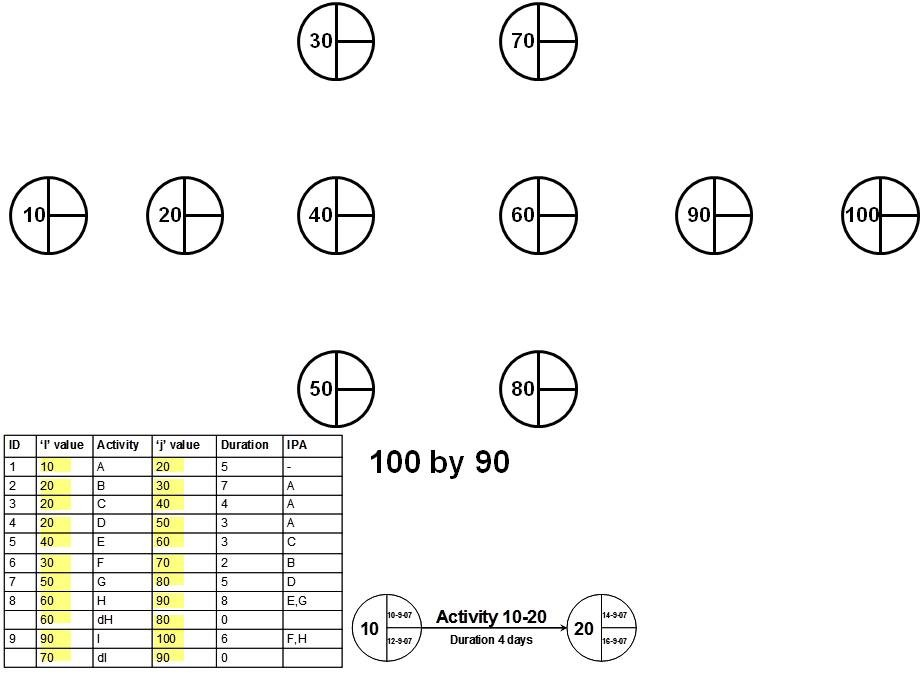 30 70
10 20 40 60 90 100
50 80
ID 'I' value Activity 'j' value Duration IPA
1 10 A 20 5 -
2 20 B 30 7 A
3 20 C 40 4 A
4 20 D 50 3 A
5 40 E 60 3 C
6 30 F 70 2 B
7 50 G 80 5 D
8 60 H 90 8 E,G
60 dH 80 0
9 90 I 100 6 F,H
70 dI 90 0
100 by 90
10 10-9-07 12-9-07
Activity 10-20
Duration 4 days
20 14-9-07 16-9-07